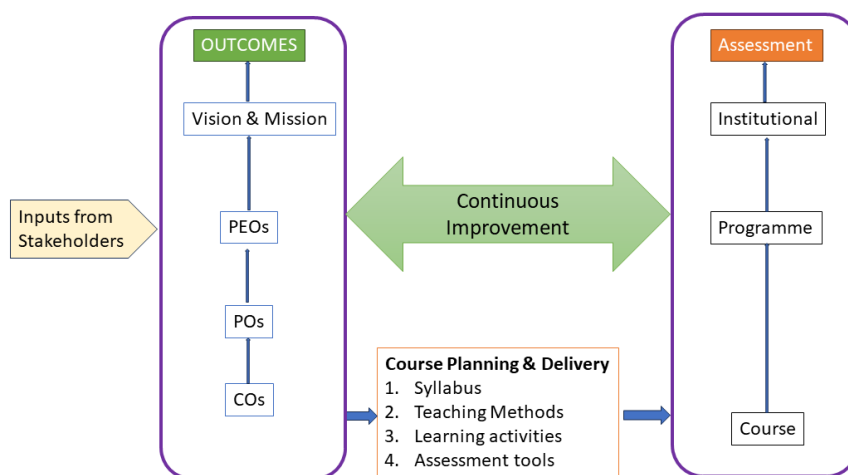 OUTCOMES
Vision & Mission
PEOs
POs
COs
Inputs from
Stakeholders
Continuous
Improvement
Course Planning & Delivery
1. Syllabus
2. Teaching Methods
3. Learning activities
4. Assessment tools
Assessment
Institutional
Programme
Course